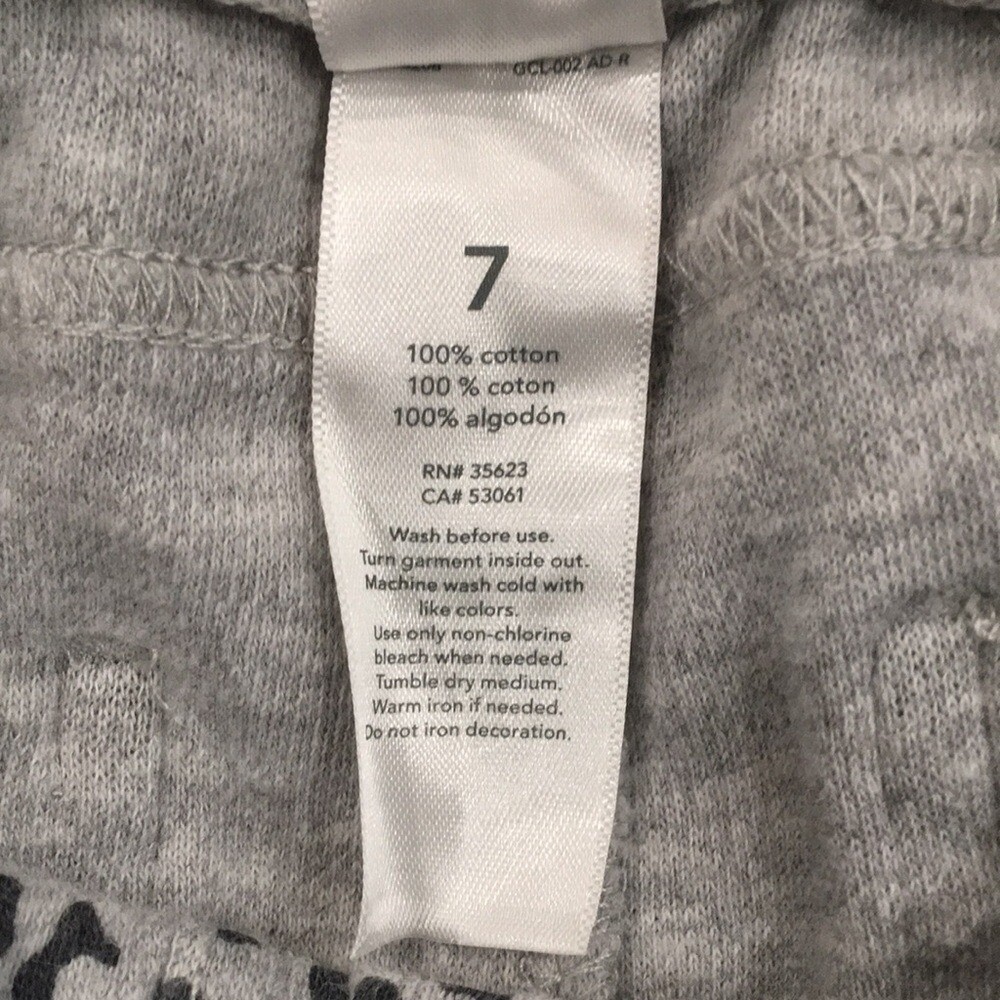 GCL-002 AD R
7
100% cotton
100 % coton
100% algodón
RN# 35623
CA# 53061
Wash before use.
Turn garment inside out.
Machine wash cold with
like colors.
Use only non-chlorine
bleach when needed.
Tumble dry medium.
Warm iron if needed.
Do not iron decoration.